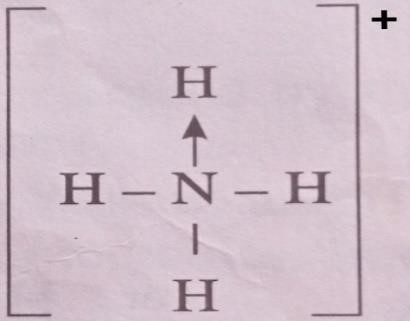 +
H
H – N – H
H